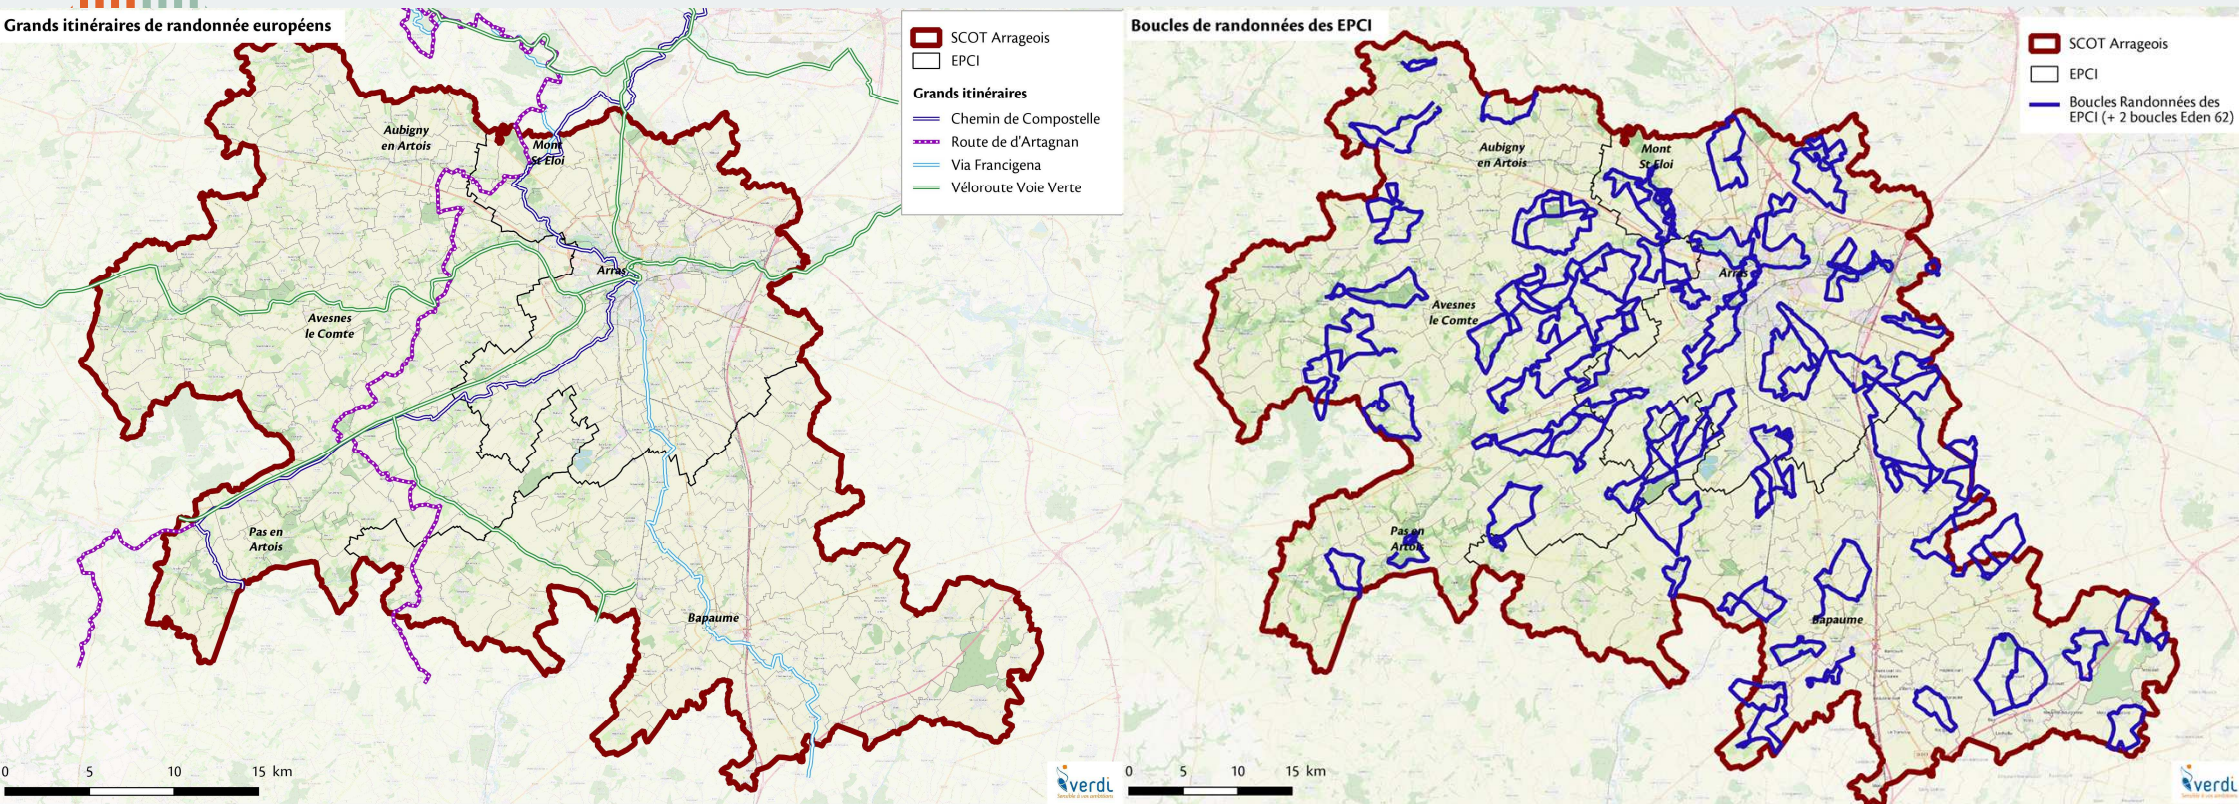 Grands itinéraires de randonnée européens
SCOT Arrageois
EPCI
Grands itinéraires
Chemin de Compostelle
Route de d'Artagnan
Via Francigena
Véloroute Voie Verte
Aubigny
en Artois
Mont
St Eloi
Arras
Avesnes
le Comte
Pas en
Artois
Bapaume
0 5 10 15 km
verdi
Boucles de randonnées des EPCI
SCOT Arrageois
EPCI
Boucles Randonnées des
EPCI (+ 2 boucles Eden 62)
Aubigny
en Artois
Mont
St Eloi
Arras
Avesnes
le Comte
Pas en
Artois
Bapaume
0 5 10 15 km
verdi